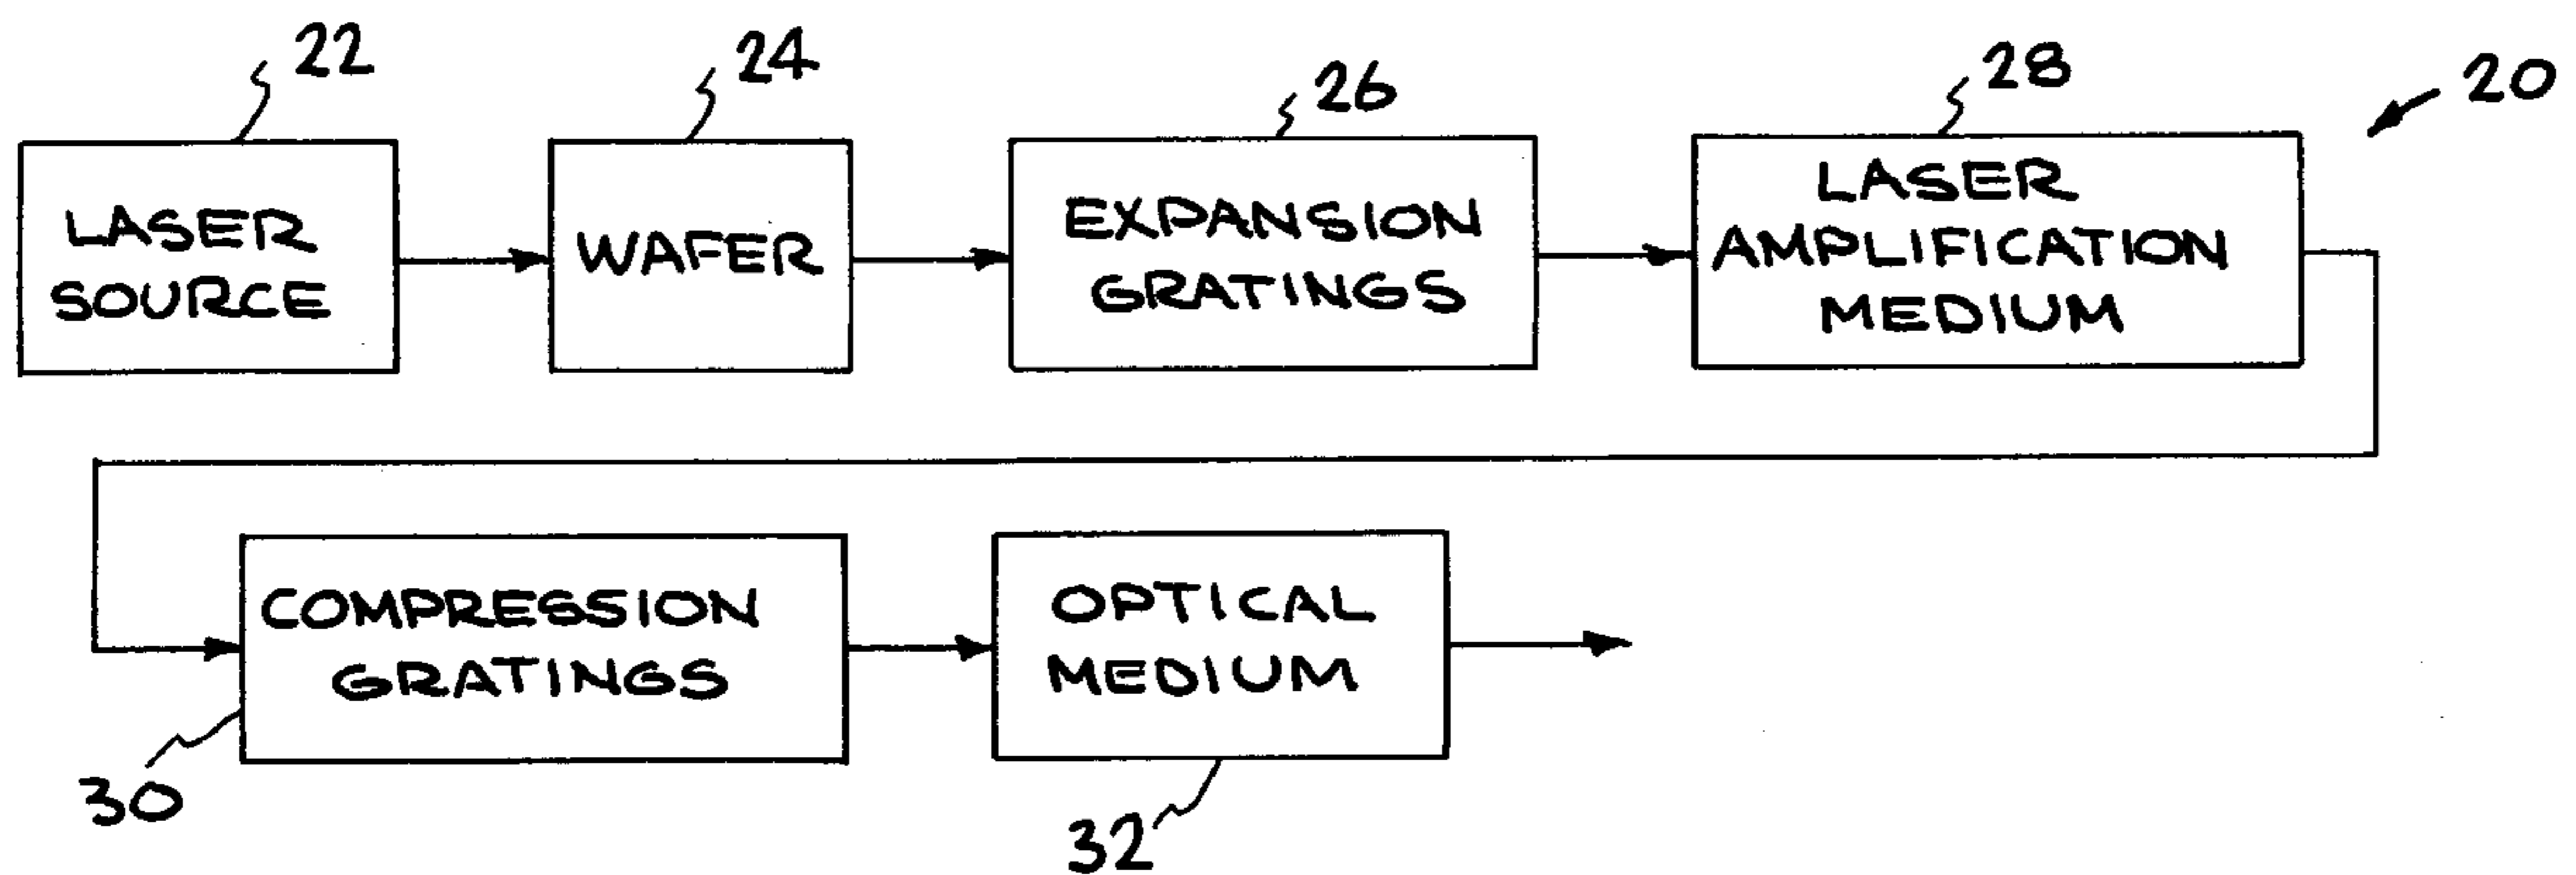 22
24
26
28
20
LASER
SOURCE
WAFER
EXPANSION
GRATINGS
LASER
AMPLIFICATION
MEDIUM
COMPRESSION
GRATINGS
OPTICAL
MEDIUM
30
32